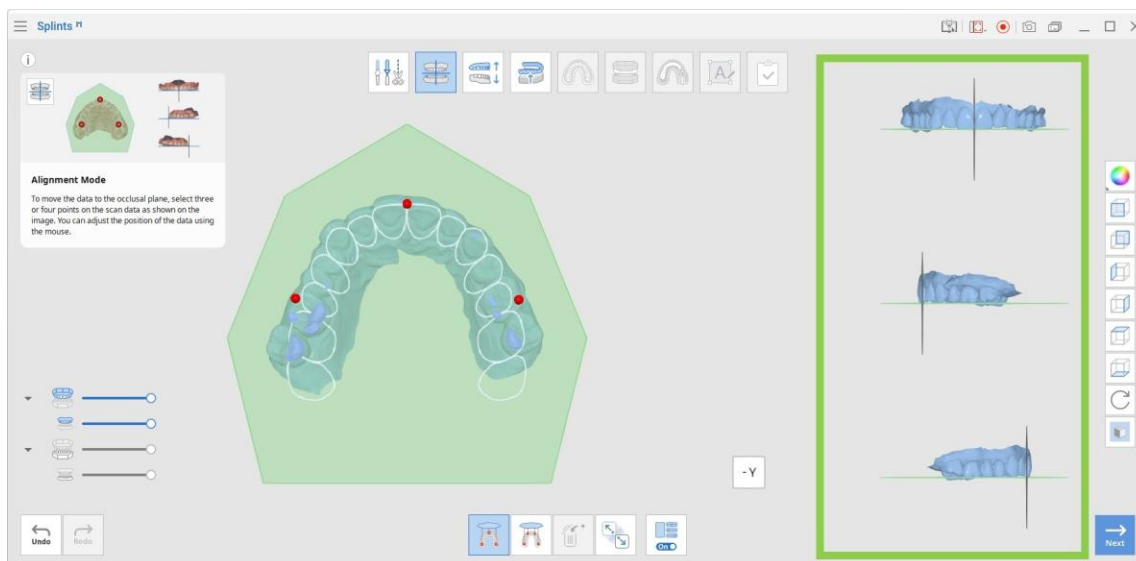 Splints
i
Alignment Mode
To move the data to the occlusal plane, select three
or four points on the scan data as shown on the
image. You can adjust the position of the data using
the mouse.
- Y
Undo
Redo
On
Next